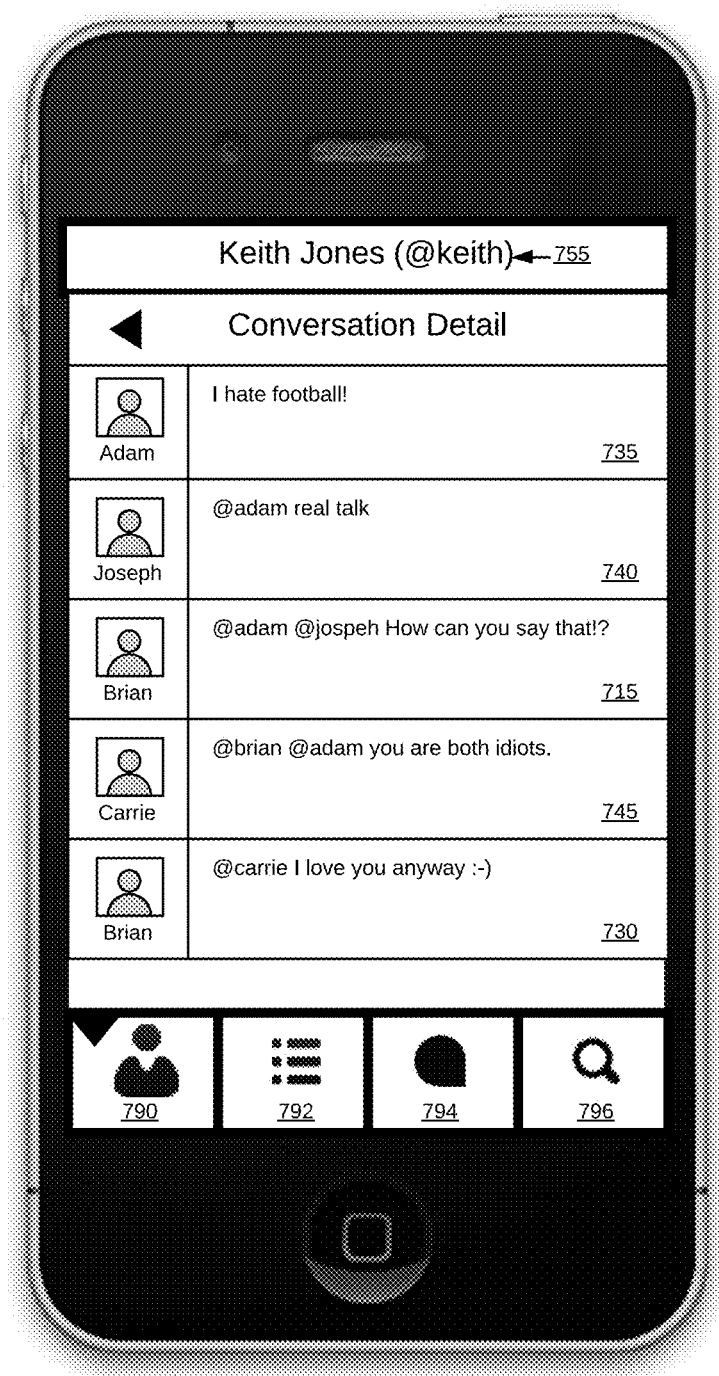 Keith Jones (@keith) 755
Conversation Detail
I hate football!
Adam
735
@adam real talk
Joseph
740
@adam @jospeh How can you say that!?
Brian
715
@brian @adam you are both idiots.
Carrie
745
@carrie I love you anyway :-)
Brian
730
790 792 794 796